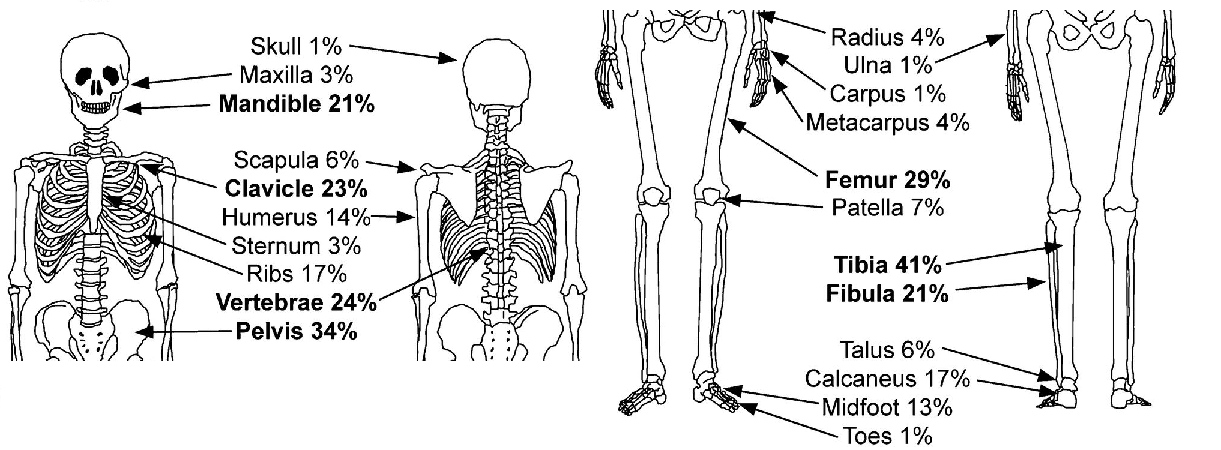 Skull 1%
Maxilla 3%
Mandible 21%
Scapula 6%
Clavicle 23%
Humerus 14%
Sternum 3%
Ribs 17%
Vertebrae 24%
Pelvis 34%
Radius 4%
Ulna 1%
Carpus 1%
Metacarpus 4%
Femur 29%
Patella 7%
Tibia 41%
Fibula 21%
Talus 6%
Calcaneus 17%
Midfoot 13%
Toes 1%